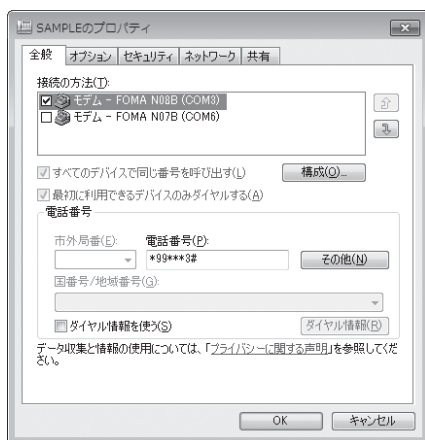 SAMPLEのプロパティ
全般 オプション セキュリティ ネットワーク 共有
接続の方法(T):
モデム - FOMA N08B (COM3)
モデム - FOMA N07B (COM6)
すべてのデバイスで同じ番号を呼び出す(L) 構成(O)...
最初に利用できるデバイスのみダイヤルする(A)
電話番号
市外局番(E): 電話番号(P):
*99***3# その他(N)
国番号/地域番号(G):
ダイヤル情報を使う(S) ダイヤル情報(R)
データ収集と情報の使用については、「プライバシーに関する声明」を参照してくだ
さい。
OK キャンセル